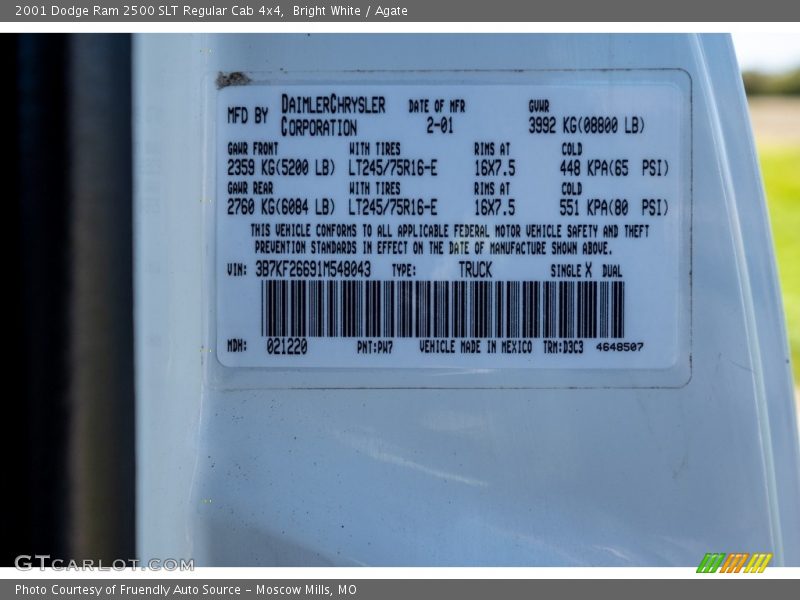 2001 Dodge Ram 2500 SLT Regular Cab 4x4,  Bright White / Agate
MFD BY DAIMLERCHRYSLER CORPORATION DATE OF MFR 2-01 GVWR 3992 KG(08800 LB)
GAWR FRONT WITH TIRES RIMS AT COLD
2359 KG(5200 LB) LT245/75R16-E 16X7.5 448 KPA(65 PSI)
GAWR REAR WITH TIRES RIMS AT COLD
2760 KG(6084 LB) LT245/75R16-E 16X7.5 551 KPA(80 PSI)
THIS VEHICLE CONFORMS TO ALL APPLICABLE FEDERAL MOTOR VEHICLE SAFETY AND THEFT
PREVENTION STANDARDS IN EFFECT ON THE DATE OF MANUFACTURE SHOWN ABOVE.
VIN: 3B7KF26691M548043 TYPE: TRUCK SINGLE X DUAL
MDH: 021220 PNT:PW7 VEHICLE MADE IN MEXICO TRM:D3C3 4648507
GTCARLOT.COM
Photo Courtesy of Fruendly Auto Source – Moscow Mills, MO